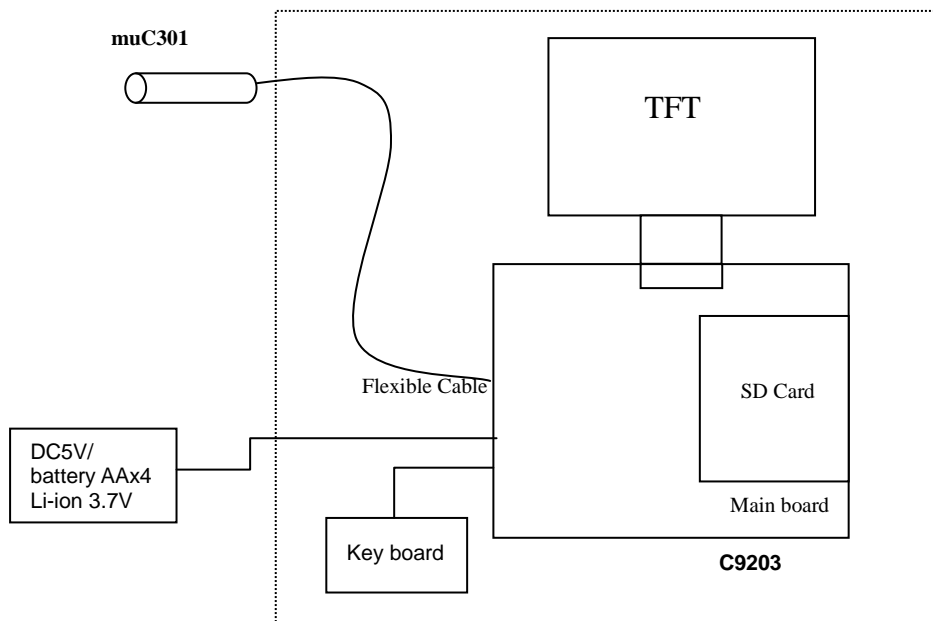 muC301
TFT
Flexible Cable
SD Card
DC5V/
battery AAx4
Li-ion 3.7V
Main board
Key board
C9203